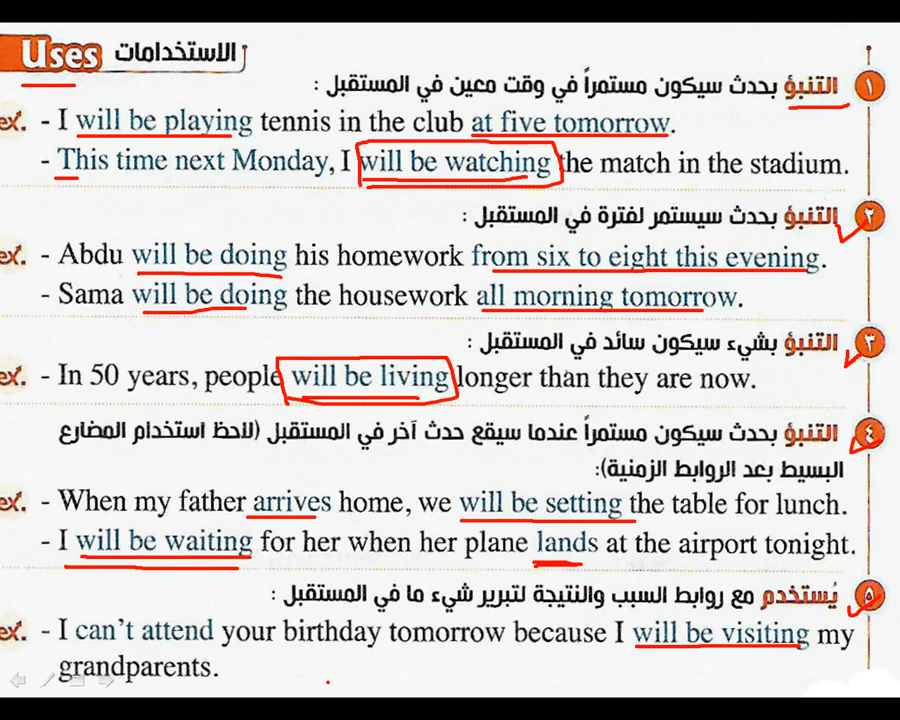 Uses الاستخدامات
١ التنبؤ بحدث سيكون مستمراً في وقت معين في المستقبل :
ex. - I will be playing tennis in the club at five tomorrow.
- This time next Monday, I will be watching the match in the stadium.
٢ التنبؤ بحدث سيستمر لفترة في المستقبل :
ex. - Abdu will be doing his homework from six to eight this evening.
- Sama will be doing the housework all morning tomorrow.
٣ التنبؤ بشيء سيكون سائد في المستقبل :
ex. - In 50 years, people will be living longer than they are now.
٤ التنبؤ بحدث سيكون مستمراً عندما سيقع حدث آخر في المستقبل (لاحظ استخدام المضارع
البسيط بعد الروابط الزمنية):
ex. - When my father arrives home, we will be setting the table for lunch.
- I will be waiting for her when her plane lands at the airport tonight.
٥ يُستخدم مع روابط السبب والنتيجة لتبرير شيء ما في المستقبل :
ex. - I can't attend your birthday tomorrow because I will be visiting my
grandparents.